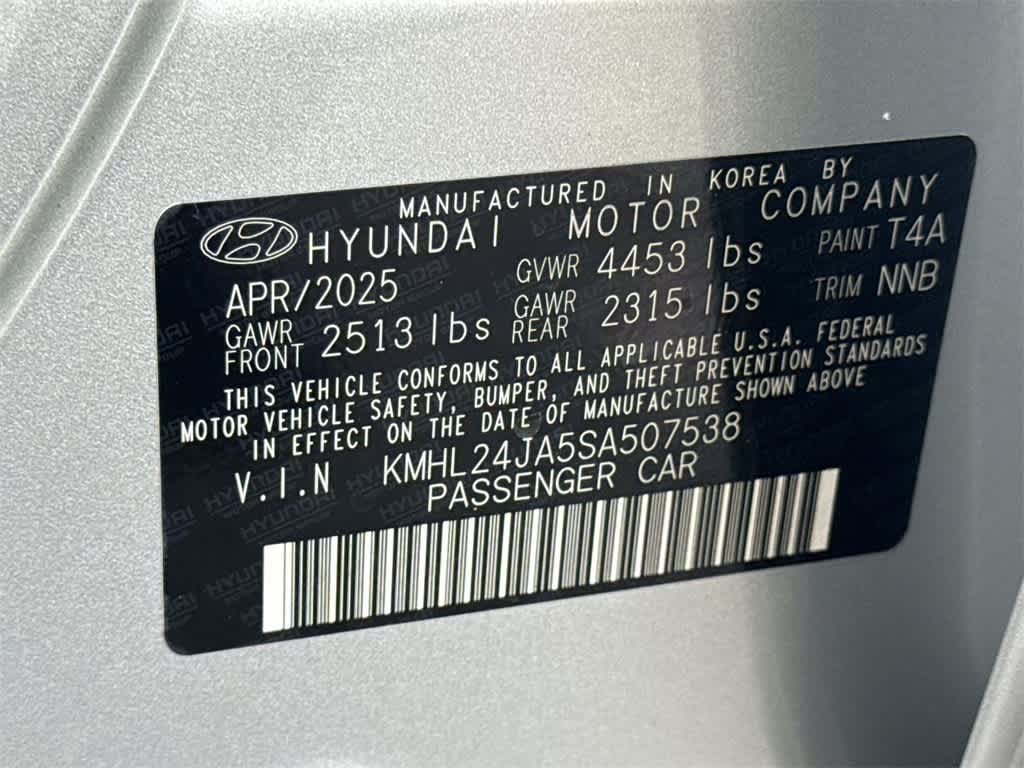 MANUFACTURED IN KOREA BY
HYUNDAI MOTOR COMPANY
APR/2025 GVWR 4453 lbs PAINT T4A
GAWR FRONT 2513 lbs GAWR REAR 2315 lbs TRIM NNB
THIS VEHICLE CONFORMS TO ALL APPLICABLE U.S.A. FEDERAL
MOTOR VEHICLE SAFETY, BUMPER, AND THEFT PREVENTION STANDARDS
IN EFFECT ON THE DATE OF MANUFACTURE SHOWN ABOVE
V.I.N KMHL24JA5SA507538
PASSENGER CAR